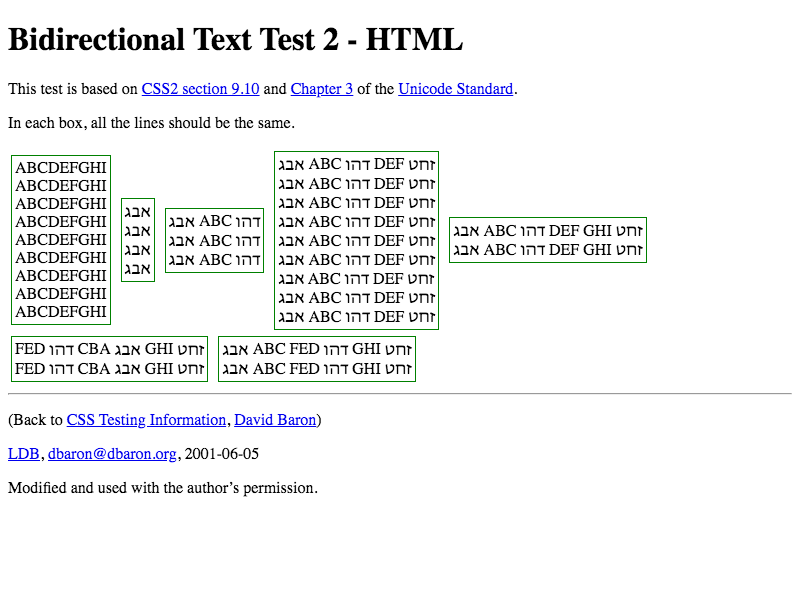 Bidirectional Text Test 2 - HTML
This test is based on CSS2 section 9.10 and Chapter 3 of the Unicode Standard.
In each box, all the lines should be the same.
ABCDEFGHI
ABCDEFGHI
ABCDEFGHI
ABCDEFGHI
ABCDEFGHI
ABCDEFGHI
ABCDEFGHI
ABCDEFGHI
ABCDEFGHI
אבג
אבג
אבג
אבג
אבג ABC דהו
אבג ABC דהו
אבג ABC דהו
אבג ABC דהו DEF זחט
אבג ABC דהו DEF זחט
אבג ABC דהו DEF זחט
אבג ABC דהו DEF זחט
אבג ABC דהו DEF זחט
אבג ABC דהו DEF זחט
אבג ABC דהו DEF זחט
אבג ABC דהו DEF זחט
אבג ABC דהו DEF זחט
אבג ABC דהו DEF GHI זחט
אבג ABC דהו DEF GHI זחט
FED דהו CBA אבג GHI זחט
FED דהו CBA אבג GHI זחט
אבג ABC FED דהו GHI זחט
אבג ABC FED דהו GHI זחט
(Back to CSS Testing Information, David Baron)
LDB, dbaron@dbaron.org, 2001-06-05
Modified and used with the author’s permission.